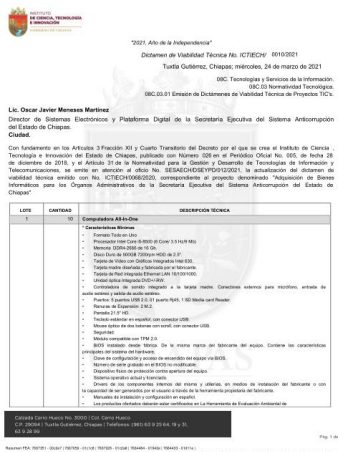 INSTITUTO
DE CIENCIA, TECNOLOGÍA
E INNOVACIÓN
GOBIERNO DE CHIAPAS
"2021, Año de la Independencia"
Dictamen de Viabilidad Técnica No. ICTIECH/ 0010/2021
Tuxtla Gutiérrez, Chiapas; miércoles, 24 de marzo de 2021
08C. Tecnologías y Servicios de la Información.
08C.03 Normatividad Tecnológica.
08C.03.01 Emisión de Dictámenes de Viabilidad Técnica de Proyectos TIC's.
Lic. Oscar Javier Meneses Martínez
Director de Sistemas Electrónicos y Plataforma Digital de la Secretaría Ejecutiva del Sistema Anticorrupción
del Estado de Chiapas.
Ciudad.
Con fundamento en los Artículos 3 Fracción XII y Cuarto Transitorio del Decreto por el que se crea el Instituto de Ciencia ,
Tecnología e Innovación del Estado de Chiapas, publicado con Número 026 en el Periódico Oficial No. 005, de fecha 28
de diciembre de 2018, y el Artículo 31 de la Normatividad para la Gestión y Desarrollo de Tecnologías de Información y
Telecomunicaciones, se emite en atención al oficio No. SESAECH/DSEYPD/012/2021, la actualización del dictamen de
viabilidad técnica emitido con No. ICTIECH/0068/2020, correspondiente al proyecto denominado "Adquisición de Bienes
Informáticos para los Órganos Administrativos de la Secretaría Ejecutiva del Sistema Anticorrupción del Estado de
Chiapas"
LOTE CANTIDAD DESCRIPCIÓN TÉCNICA
1 10 Computadora All-In-One
* Características Mínimas
- Formato Todo en Uno
- Procesador Intel Core i5-8500 (6 Core/ 3.5 Hz/9 Mb)
- Memoria DDR4-2666 de 16 Gb.
- Disco Duro de 500GB 7200rpm HDD de 2.5".
- Tarjeta de Video con Gráficos Integrados Intel 630.
- Tarjeta madre diseñada y fabricada por el fabricante.
- Tarjeta de Red integrada Ethernet LAN 10/100/1000.
- Unidad óptica Integrada DVD+/-RW.
- Controladora de sonido integrado a la tarjeta madre. Conectores externos para micrófono, entrada de
audio externo y salida de audio estéreo.
- Puertos: 5 puertos USB 2.0, 01 puerto RJ45, 1 SD Media card Reader.
- Ranuras de Expansión: 2 M.2.
- Pantalla 21.5" HD.
- Teclado estándar en español, con conector USB.
- Mouse óptico de dos botones con scroll, con conector USB.
- Seguridad:
- Módulo compatible con TPM 2.0
- BIOS instalado desde fábrica. De la misma marca del fabricante del equipo. Contiene las características
principales del sistema del hardware.
- Clave de configuración y acceso de encendido del equipo vía BIOS.
- Número de serie grabado en el BIOS no modificable.
- Dispositivo físico de protección contra apertura del equipo.
- Sistema operativo actual y licenciado.
- Drivers de los componentes internos del mismo y utilerías, en medios de instalación del fabricante o con
la capacidad de ser generados por el usuario a través de la herramienta propietaria del fabricante.
- Manuales de instalación y configuración en español.
- Los productos ofertados deberán estar certificados en La Herramienta de Evaluación Ambiental de
Calzada Cerro Hueco No. 3000 | Col. Cerro Hueco
C.P. 29094 | Tuxtla Gutiérrez, Chiapas | Teléfonos: (961) 63 9 25 64, 18 y 31
63 9 28 99
Pág. 1 de